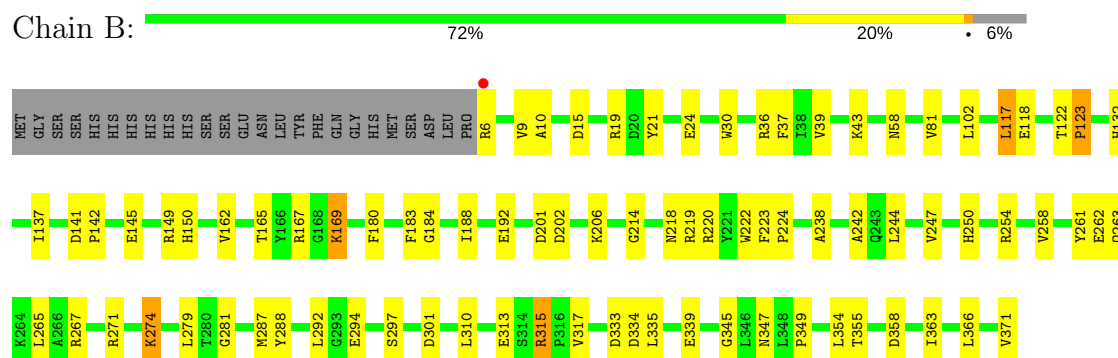 Chain B:
72% 20% • 6%
MET GLY SER SER HIS HIS HIS HIS HIS HIS SER SER GLU ASN LEU TYR PHE GLN GLY HIS MET SER ASP LEU PRO R6 V9 A10 D15 R19 D20 Y21 E24 W30 R36 F37 I38 V39 K43 N58 V81 L102 L117 E118 T122 P123 H132
I137 D141 P142 E145 R149 H150 V162 T165 Y166 R167 G168 K169 F180 F183 G184 I188 E192 D201 D202 K206 G214 N218 R219 R220 Y221 W222 F223 P224 A238 A242 Q243 L244 V247 H250 R254 V258 Y261 E262
K264 L265 A266 R267 R271 K274 L279 T280 G281 M287 Y288 L292 G293 E294 S297 D301 L310 E313 S314 R315 P316 V317 D333 D334 L335 E339 G345 L346 N347 L348 P349 L354 T355 D358 I363 L366 V371